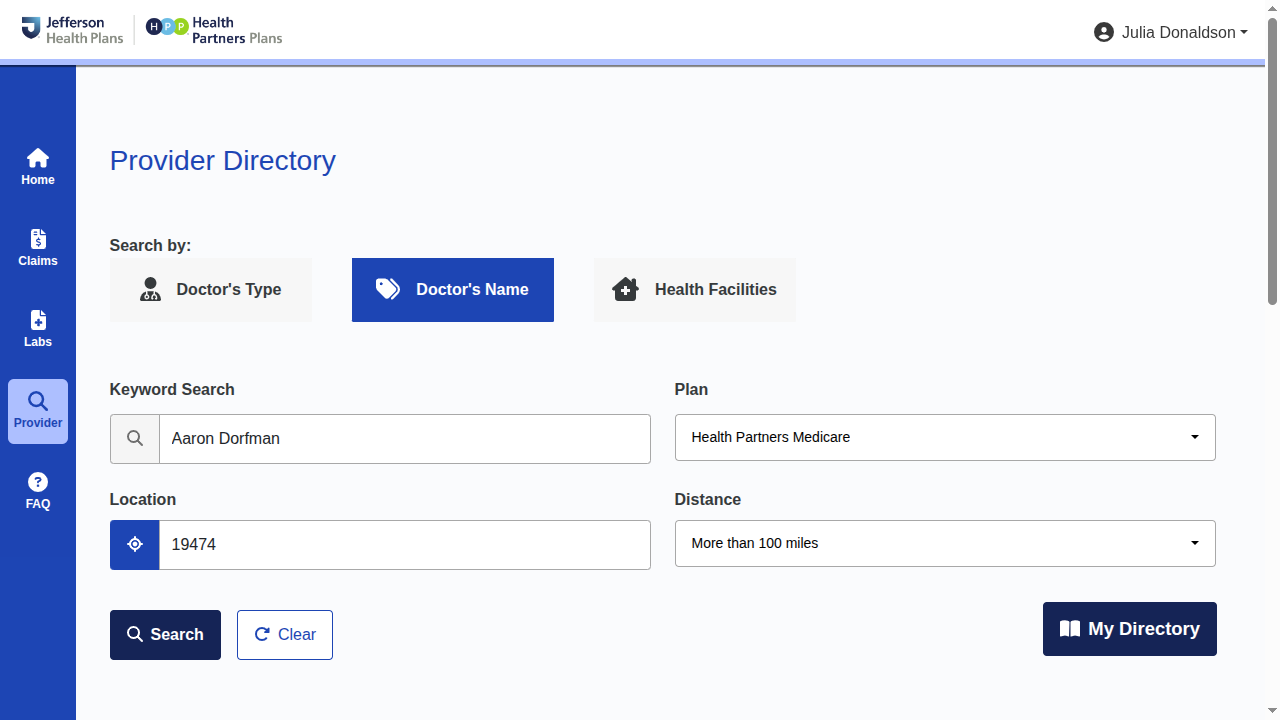 Jefferson
Health Plans
HPP
Health
Partners Plans
Julia Donaldson
Home
Claims
Labs
Provider
FAQ
Provider Directory
Search by:
Doctor's Type
Doctor's Name
Health Facilities
Keyword Search
Plan
Aaron Dorfman
Health Partners Medicare
Location
Distance
19474
More than 100 miles
Search
Clear
My Directory